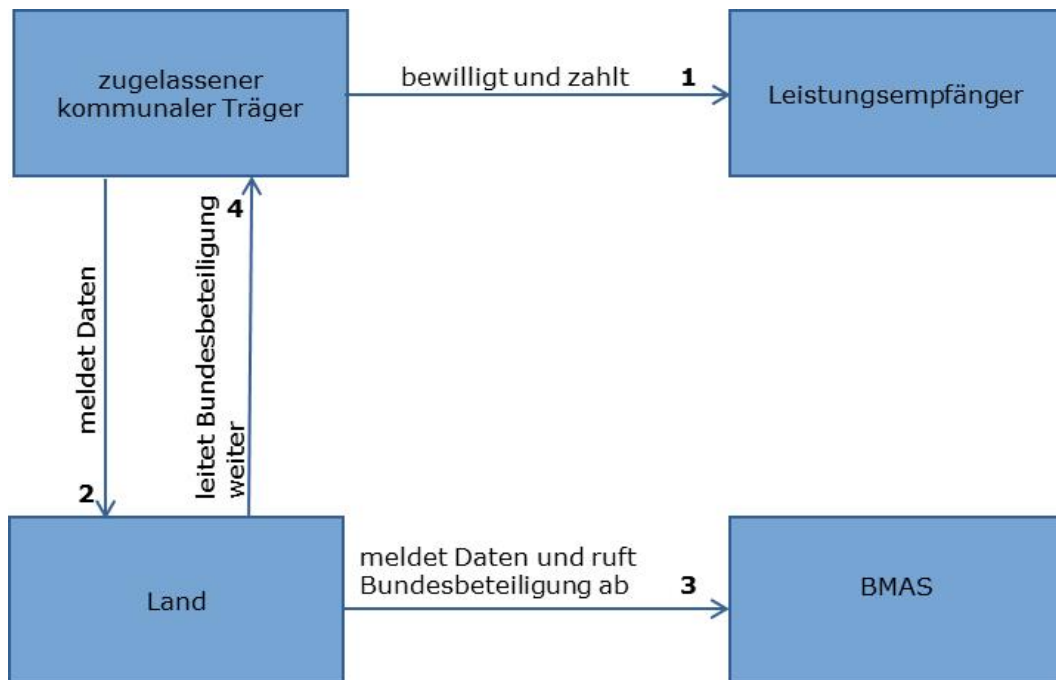 zugelassener
kommunaler Träger
bewilligt und zahlt 1
Leistungsempfänger
meldet Daten
2
leitet Bundesbeteiligung
weiter
4
Land
meldet Daten und ruft
Bundesbeteiligung ab 3
BMAS